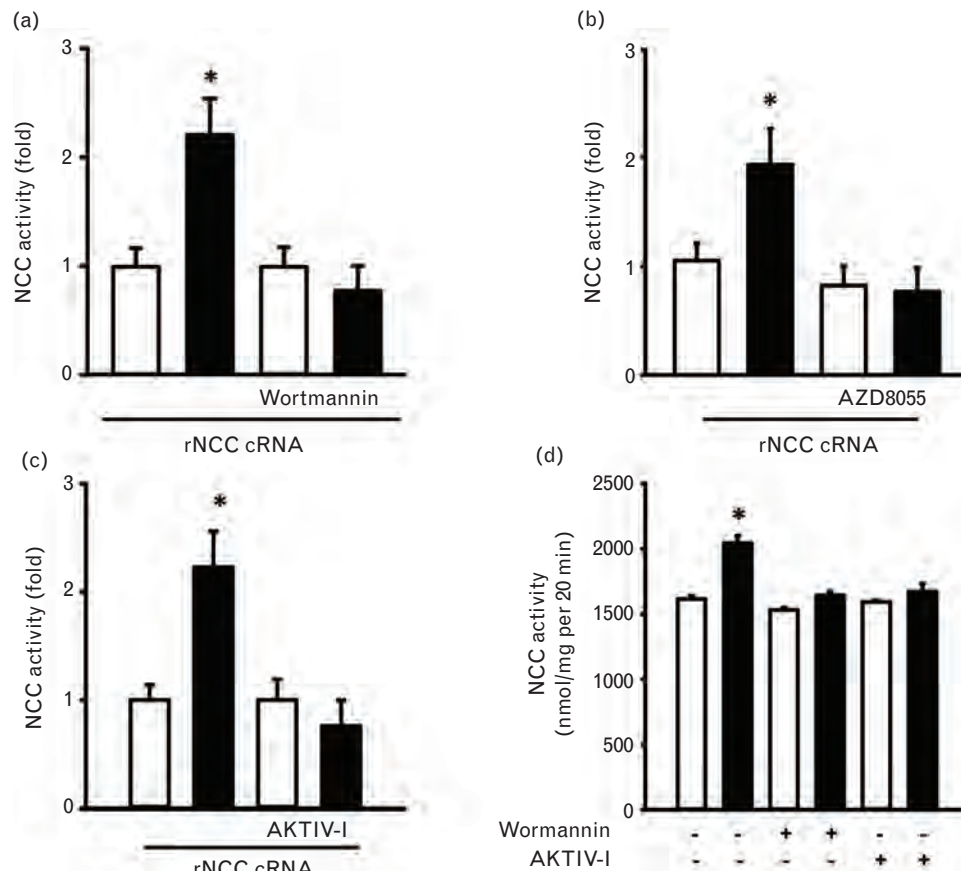 (a)
3
2
1
0
NCC activity (fold)
*
Wortmannin
rNCC cRNA
(b)
3
2
1
0
NCC activity (fold)
*
AZD8055
rNCC cRNA
(c)
3
2
1
0
NCC activity (fold)
*
AKTIV-I
rNCC cRNA
(d)
2500
2000
1500
1000
500
0
NCC activity
(nmol/mg per 20 min)
*
Wormannin - - + + - -
AKTIV-I - - - - + +